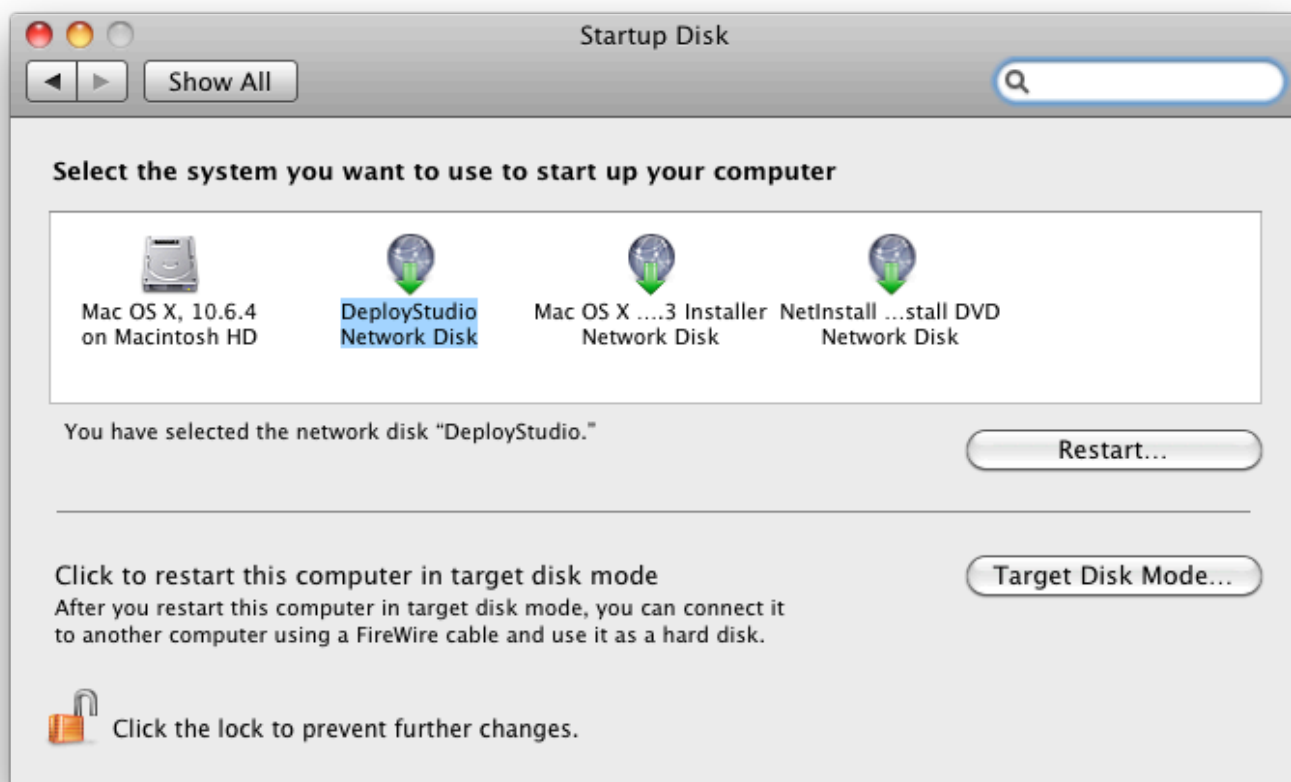 Startup Disk
Show All
Select the system you want to use to start up your computer
Mac OS X, 10.6.4
on Macintosh HD
DeployStudio
Network Disk
Mac OS X ....3 Installer
Network Disk
NetInstall ...stall DVD
Network Disk
You have selected the network disk “DeployStudio.”
Restart...
Click to restart this computer in target disk mode
Target Disk Mode...
After you restart this computer in target disk mode, you can connect it
to another computer using a FireWire cable and use it as a hard disk.
Click the lock to prevent further changes.